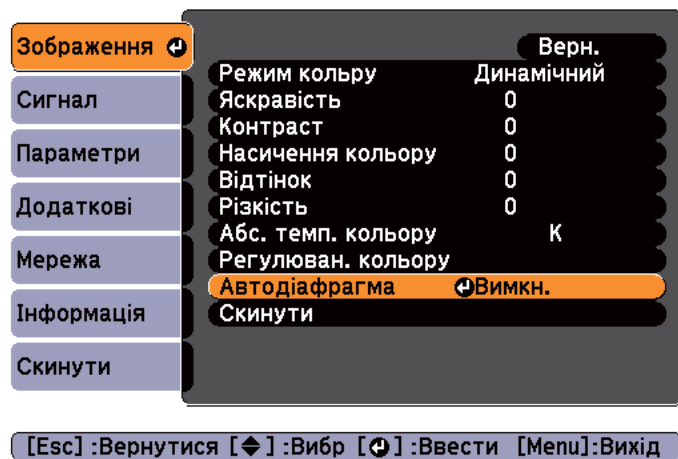 Зображення
Сигнал
Параметри
Додаткові
Мережа
Інформація
Скинути
Верн.
Режим кольру Динамічний
Яскравість 0
Контраст 0
Насичення кольору 0
Відтінок 0
Різкість 0
Абс. темп. кольору К
Регулюван. кольору
Автодіафрагма Вимкн.
Скинути
[Esc] :Вернутися [ ] :Вибр [ ] :Ввести [Menu]:Вихід